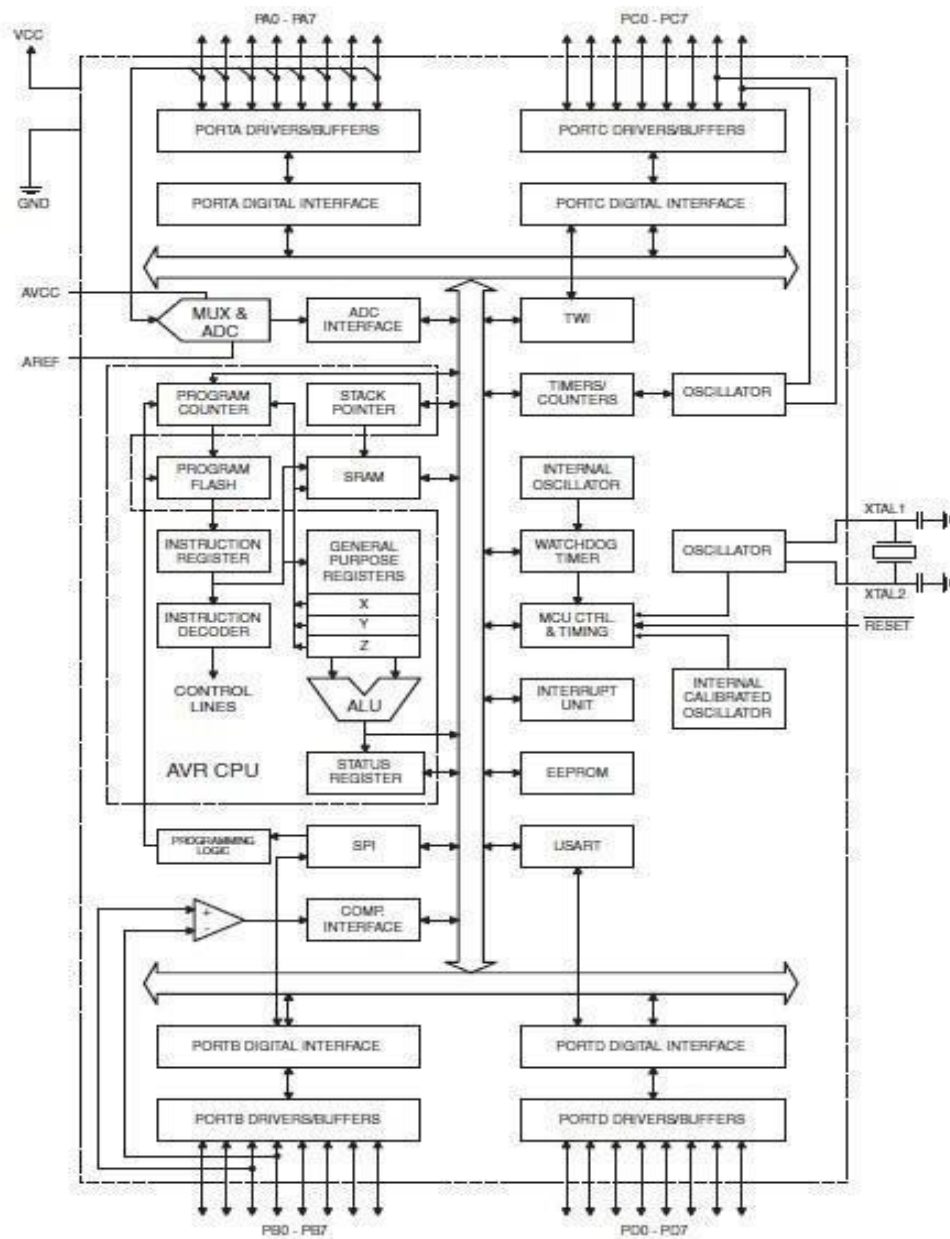 PA0 - PA7
PC0 - PC7
VCC
PORTA DRIVERS/BUFFERS
PORTC DRIVERS/BUFFERS
GND
PORTA DIGITAL INTERFACE
PORTC DIGITAL INTERFACE
AVCC
MUX &
ADC
ADC
INTERFACE
TWI
AREF
PROGRAM
COUNTER
STACK
POINTER
TIMERS/
COUNTERS
OSCILLATOR
PROGRAM
FLASH
SRAM
INTERNAL
OSCILLATOR
XTAL1
INSTRUCTION
REGISTER
GENERAL
PURPOSE
REGISTERS
WATCHDOG
TIMER
OSCILLATOR
XTAL2
X
Y
Z
INSTRUCTION
DECODER
MCU CTRL.
& TIMING
RESET
CONTROL
LINES
ALU
INTERRUPT
UNIT
INTERNAL
CALIBRATED
OSCILLATOR
AVR CPU
STATUS
REGISTER
EEPROM
PROGRAMMING
LOGIC
SPI
USART
+
-
COMP.
INTERFACE
PORTB DIGITAL INTERFACE
PORTD DIGITAL INTERFACE
PORTB DRIVERS/BUFFERS
PORTD DRIVERS/BUFFERS
PB0 - PB7
PD0 - PD7